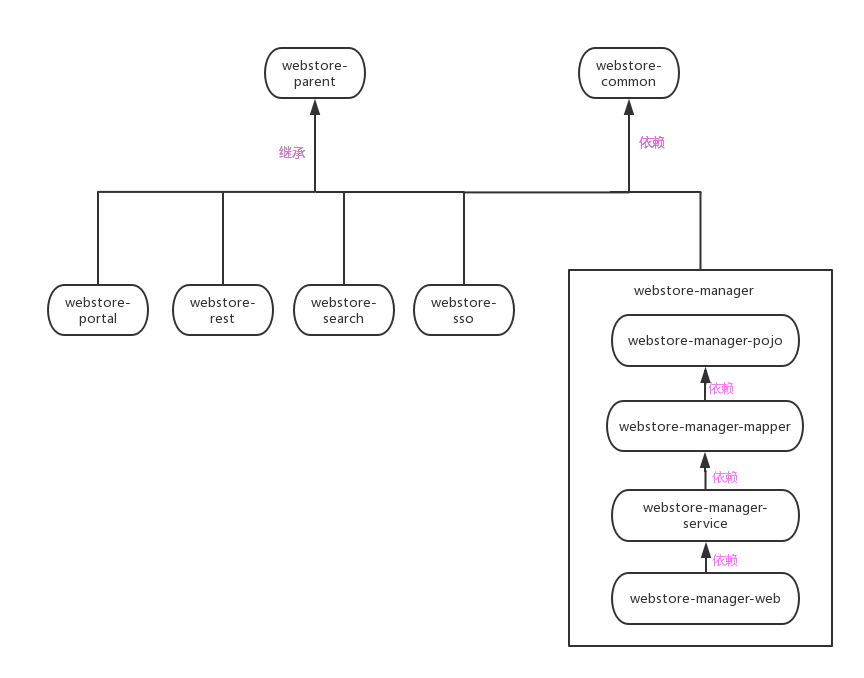 webstore-
parent
webstore-
common
继承
依赖
webstore-
portal
webstore-
rest
webstore-
search
webstore-
sso
webstore-manager
webstore-manager-pojo
依赖
webstore-manager-mapper
依赖
webstore-manager-
service
依赖
webstore-manager-web